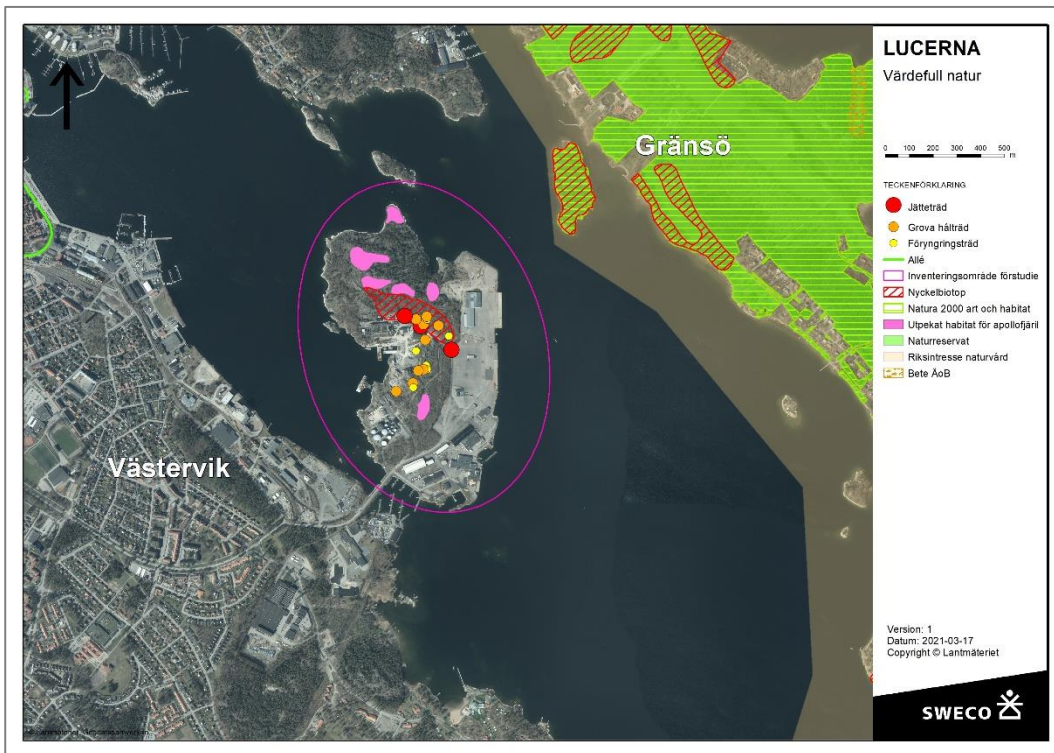 LUCERNA
Värdefull natur
0 100 200 300 400 500
m
TECKENFÖRKLARING
Jätteträd
Grova hålträd
Föryngringsträd
Allé
Inventeringsområde förstudie
Nyckelbiotop
Natura 2000 art och habitat
Utpekat habitat för apollofjäril
Naturreservat
Riksintresse naturvård
Bete ÄoB
Gränsö
Västervik
Version: 1
Datum: 2021-03-17
Copyright © Lantmäteriet
SWECO